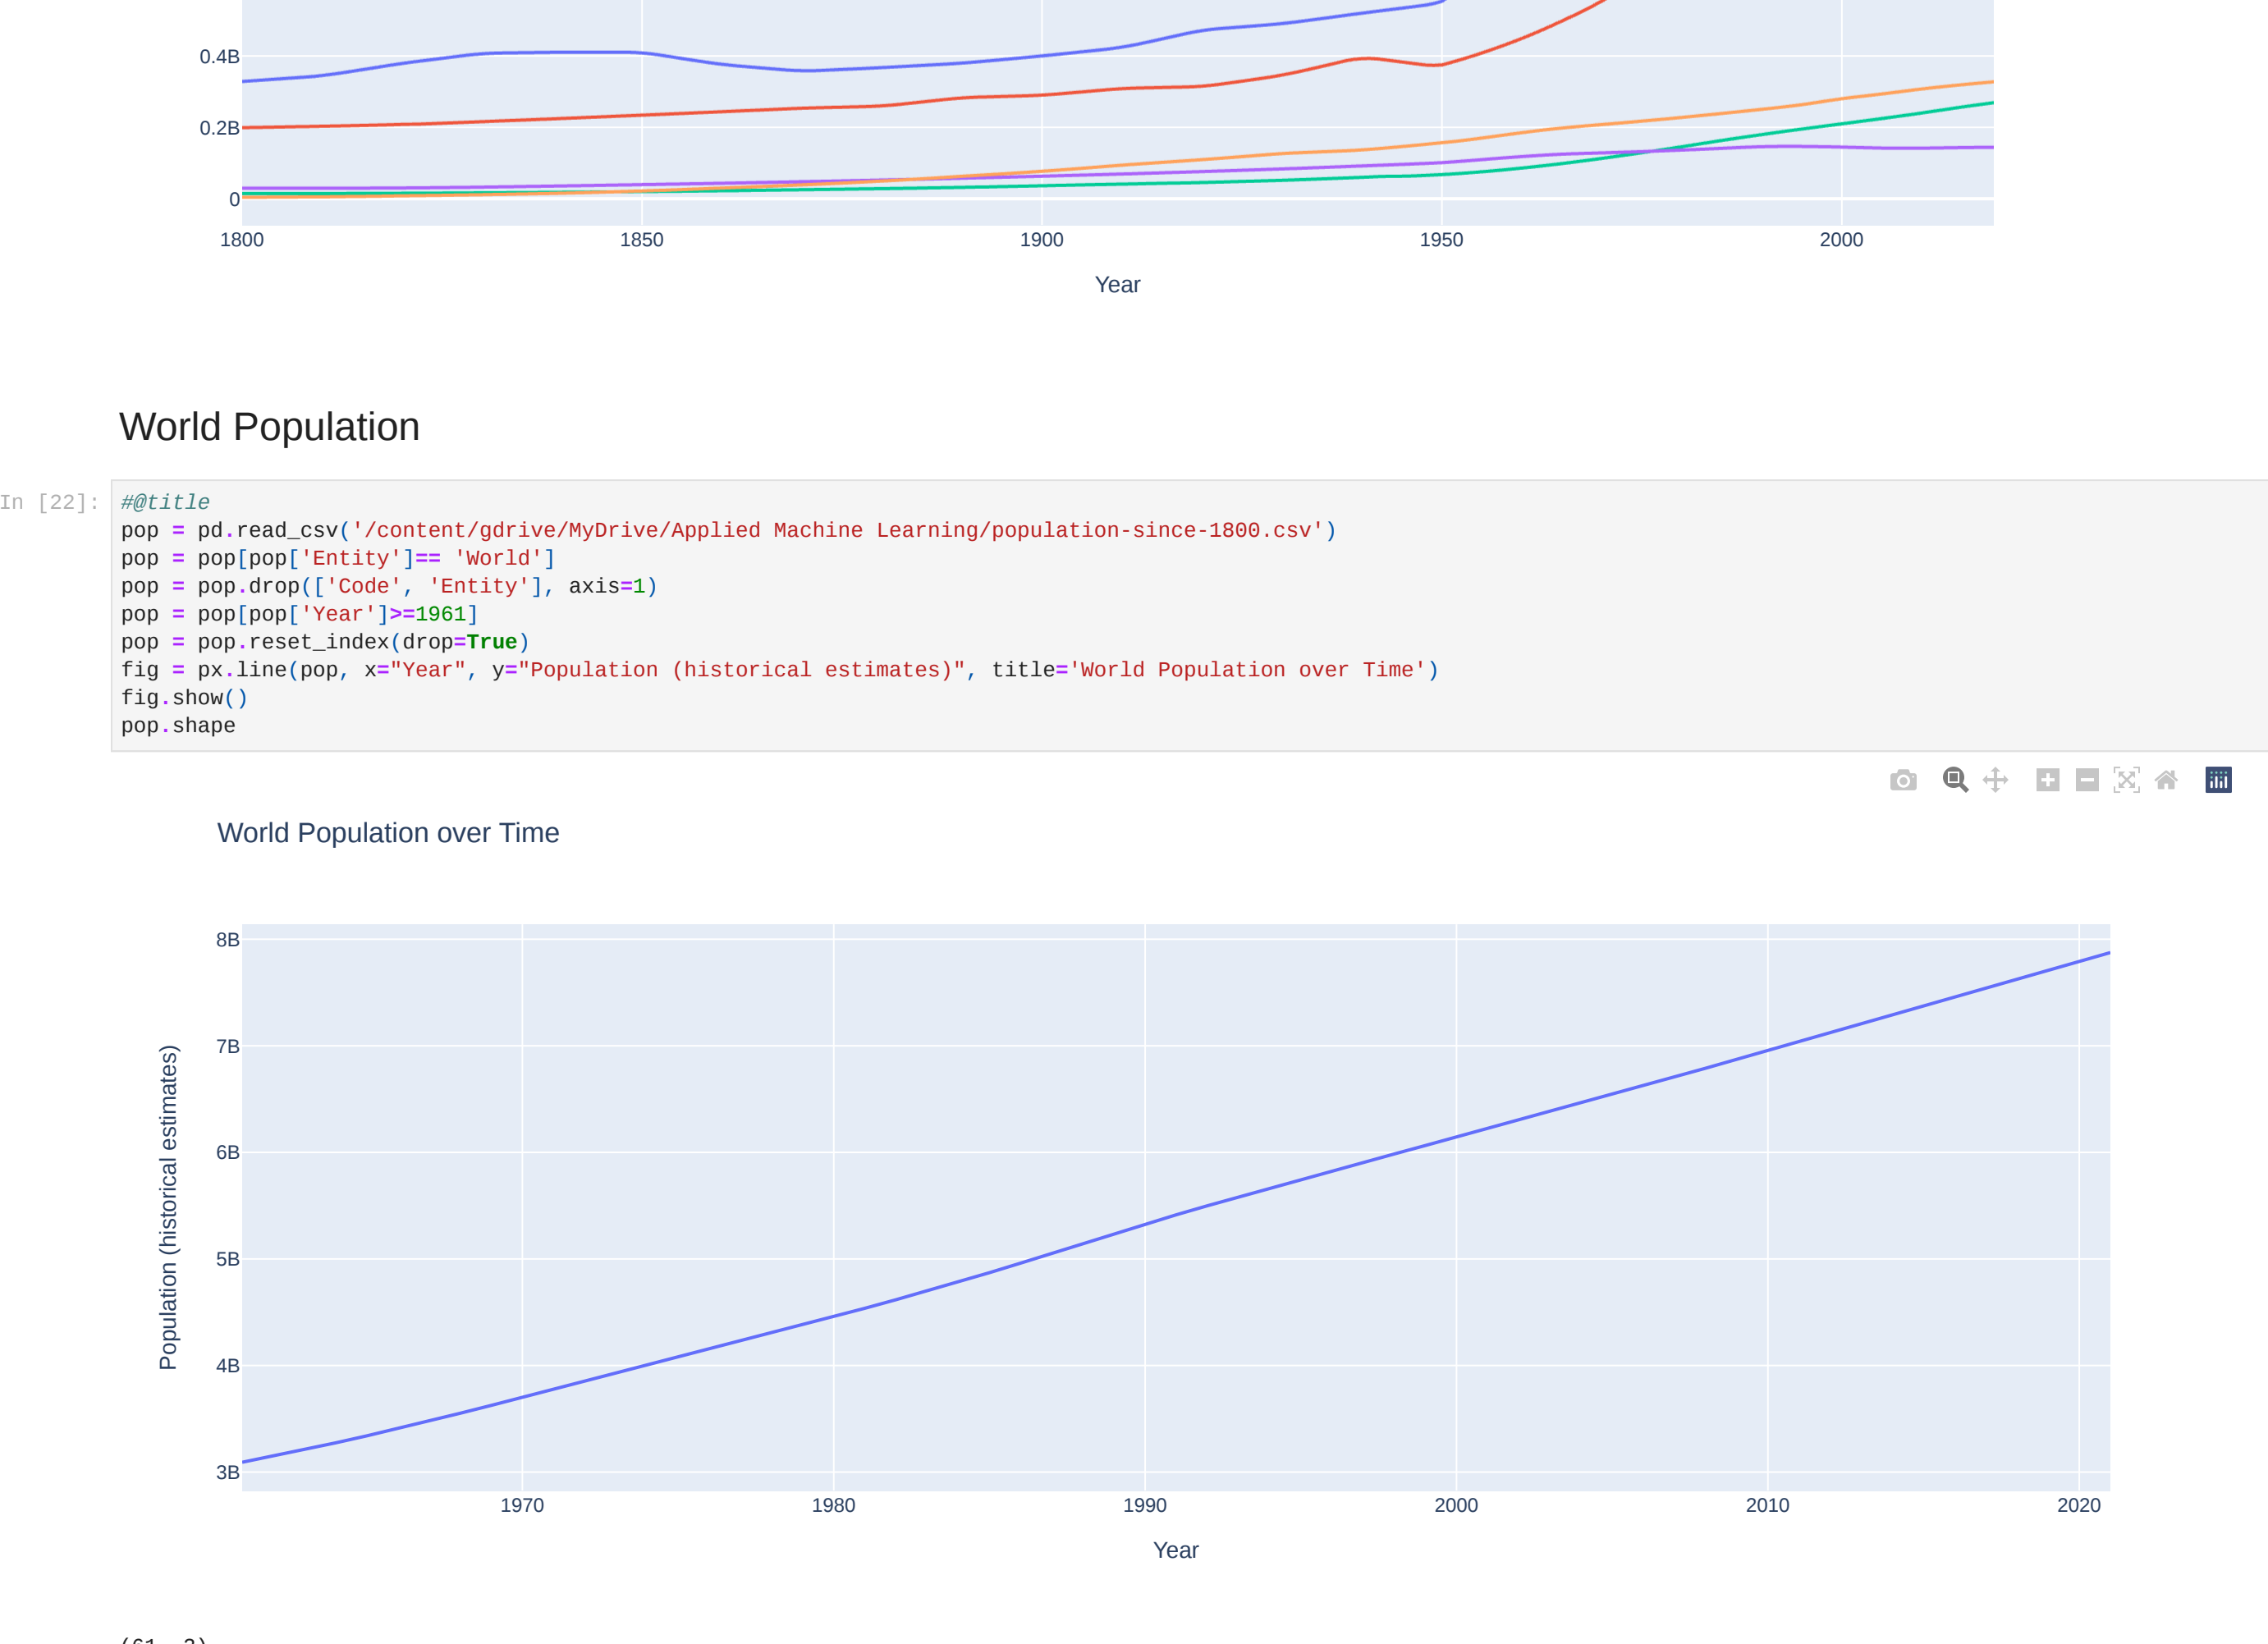 0.4B
0.2B
0
1800 1850 1900 1950 2000
Year
World Population
In [22]:
#@title
pop = pd.read_csv('/content/gdrive/MyDrive/Applied Machine Learning/population-since-1800.csv')
pop = pop[pop['Entity']== 'World']
pop = pop.drop(['Code', 'Entity'], axis=1)
pop = pop[pop['Year']>=1961]
pop = pop.reset_index(drop=True)
fig = px.line(pop, x="Year", y="Population (historical estimates)", title='World Population over Time')
fig.show()
pop.shape
World Population over Time
8B
7B
6B
5B
4B
3B
Population (historical estimates)
1970 1980 1990 2000 2010 2020
Year